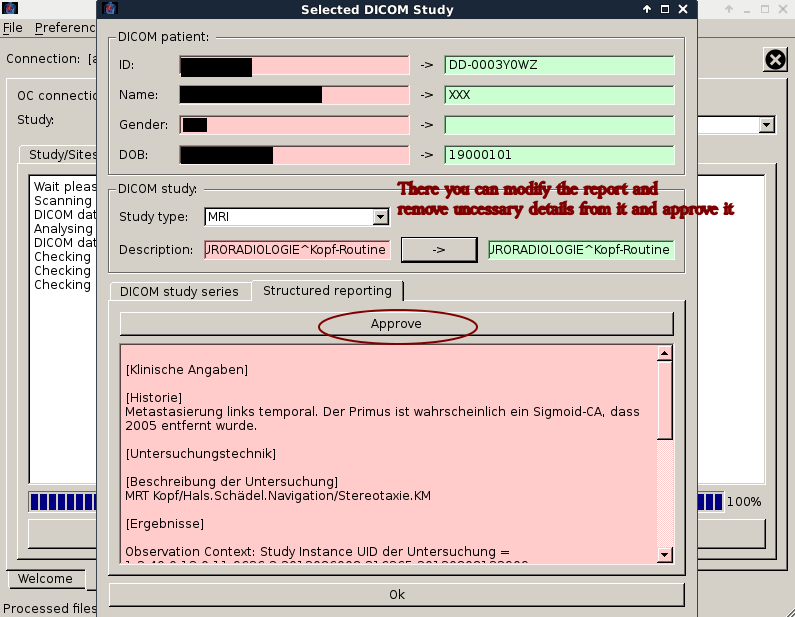 Selected DICOM Study
File Preferenc
Connection: [a
OC connectio
Study:
Study/Sites
Wait pleas
Scanning
DICOM dat
Analysing
DICOM dat
Checking
Checking
Checking
100%
Welcome
Processed files
DICOM patient:
ID: -> DD-0003Y0WZ
Name: -> XXX
Gender: ->
DOB: -> 19000101
DICOM study:
There you can modify the report and
remove uncessary details from it and approve it
Study type: MRI
Description: URORADIOLOGIE^Kopf-Routine -> URORADIOLOGIE^Kopf-Routine
DICOM study series Structured reporting
Approve
[Klinische Angaben]
[Historie]
Metastasierung links temporal. Der Primus ist wahrscheinlich ein Sigmoid-CA, dass
2005 entfernt wurde.
[Untersuchungstechnik]
[Beschreibung der Untersuchung]
MRT Kopf/Hals.Schädel.Navigation/Stereotaxie.KM
[Ergebnisse]
Observation Context: Study Instance UID der Untersuchung =
Ok